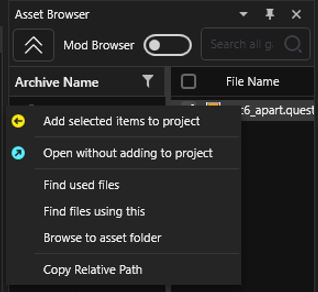 Asset Browser
Mod Browser
Search all g
Archive Name
File Name
6_apart.quest
Add selected items to project
Open without adding to project
Find used files
Find files using this
Browse to asset folder
Copy Relative Path